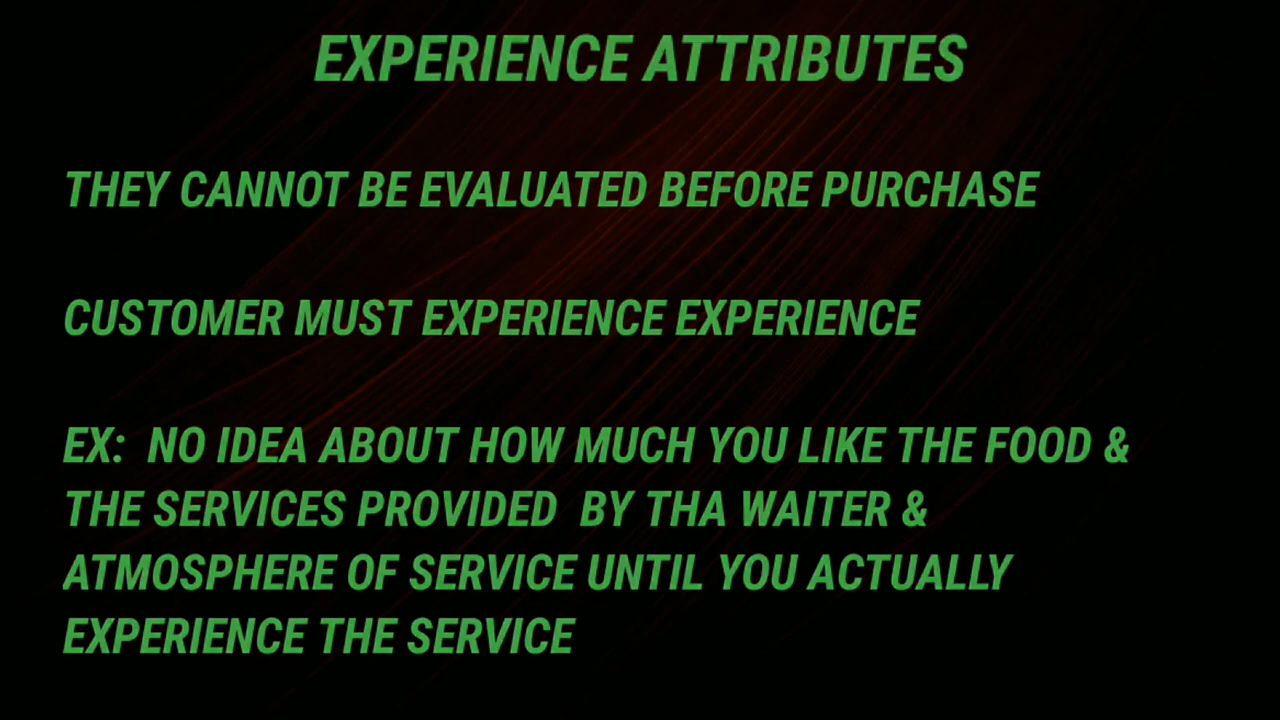 EXPERIENCE ATTRIBUTES
THEY CANNOT BE EVALUATED BEFORE PURCHASE
CUSTOMER MUST EXPERIENCE EXPERIENCE
EX: NO IDEA ABOUT HOW MUCH YOU LIKE THE FOOD &
THE SERVICES PROVIDED BY THA WAITER &
ATMOSPHERE OF SERVICE UNTIL YOU ACTUALLY
EXPERIENCE THE SERVICE